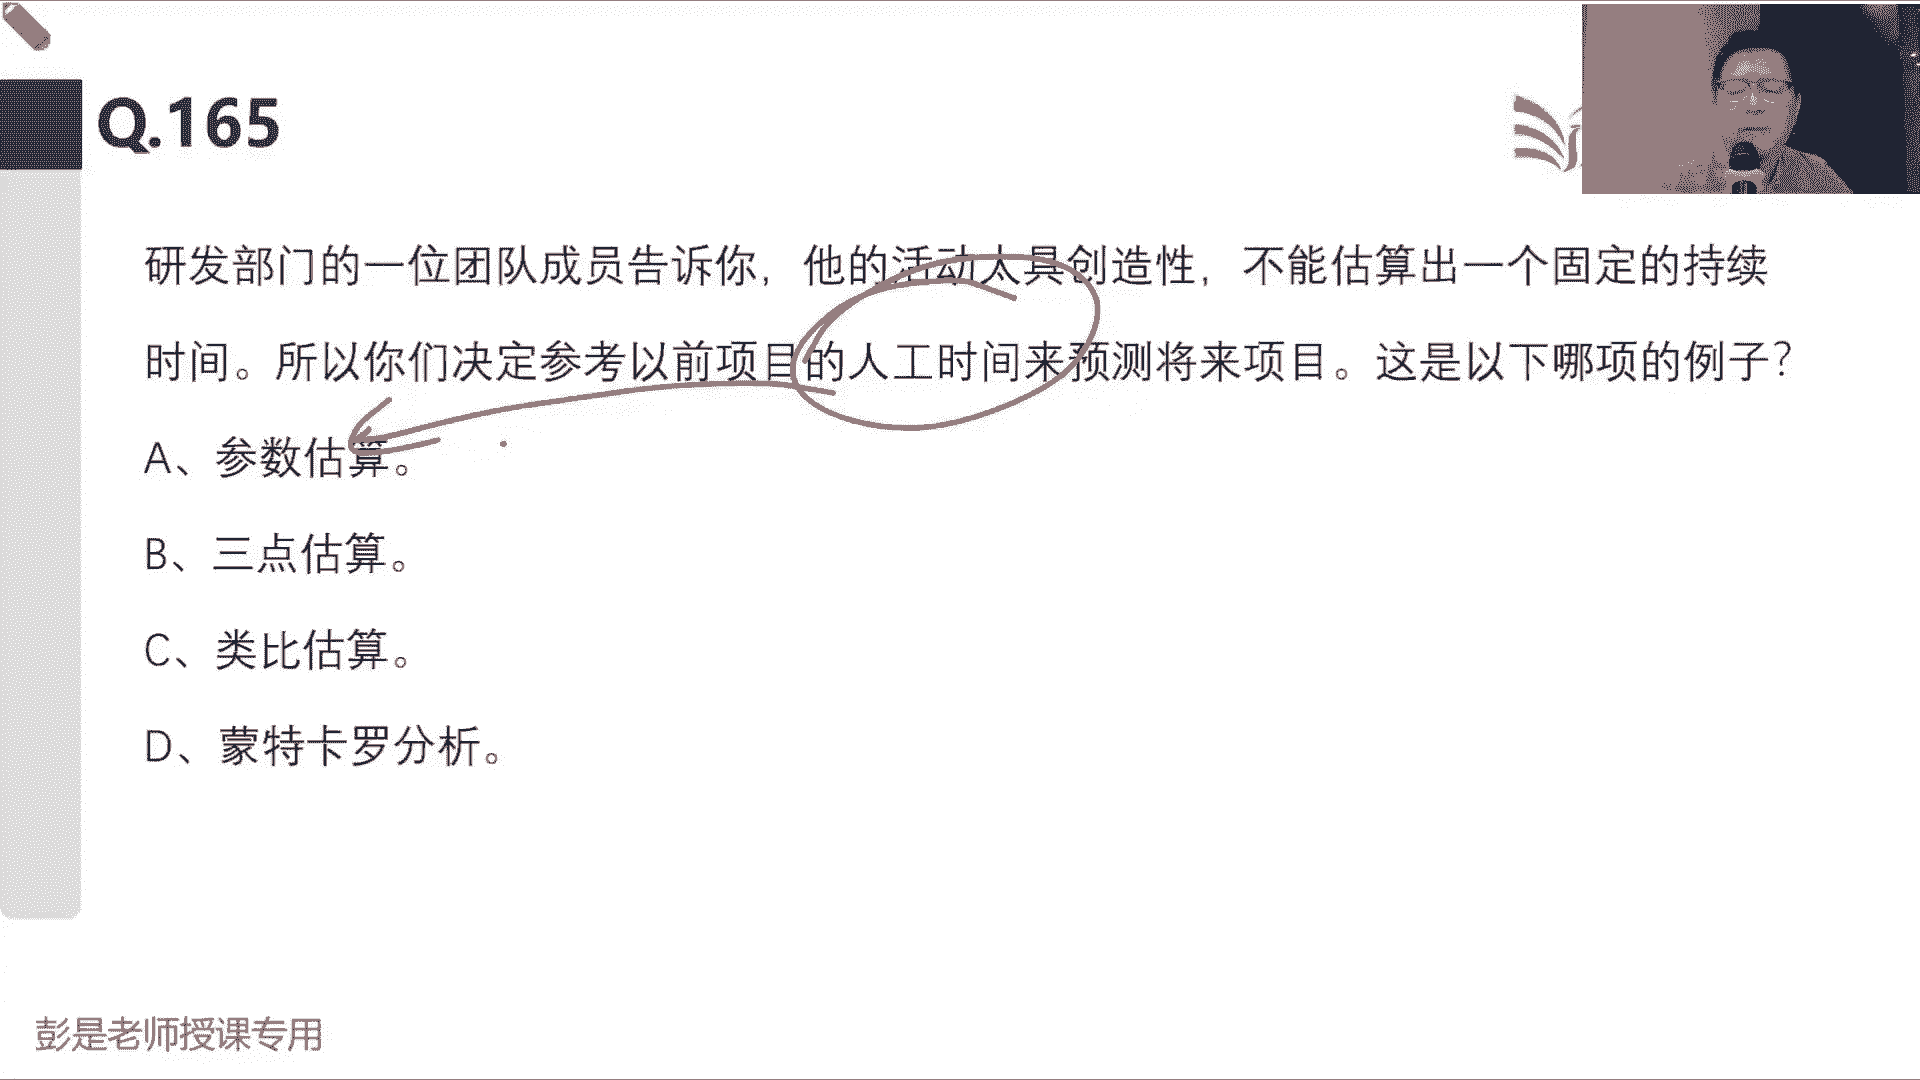 Q.165
研发部门的一位团队成员告诉你，他的活动太具创造性，不能估算出一个固定的持续
时间。所以你们决定参考以前项目的人工时间来预测将来项目。这是以下哪项的例子？
A、参数估算。
B、三点估算。
C、类比估算。
D、蒙特卡罗分析。
彭是老师授课专用